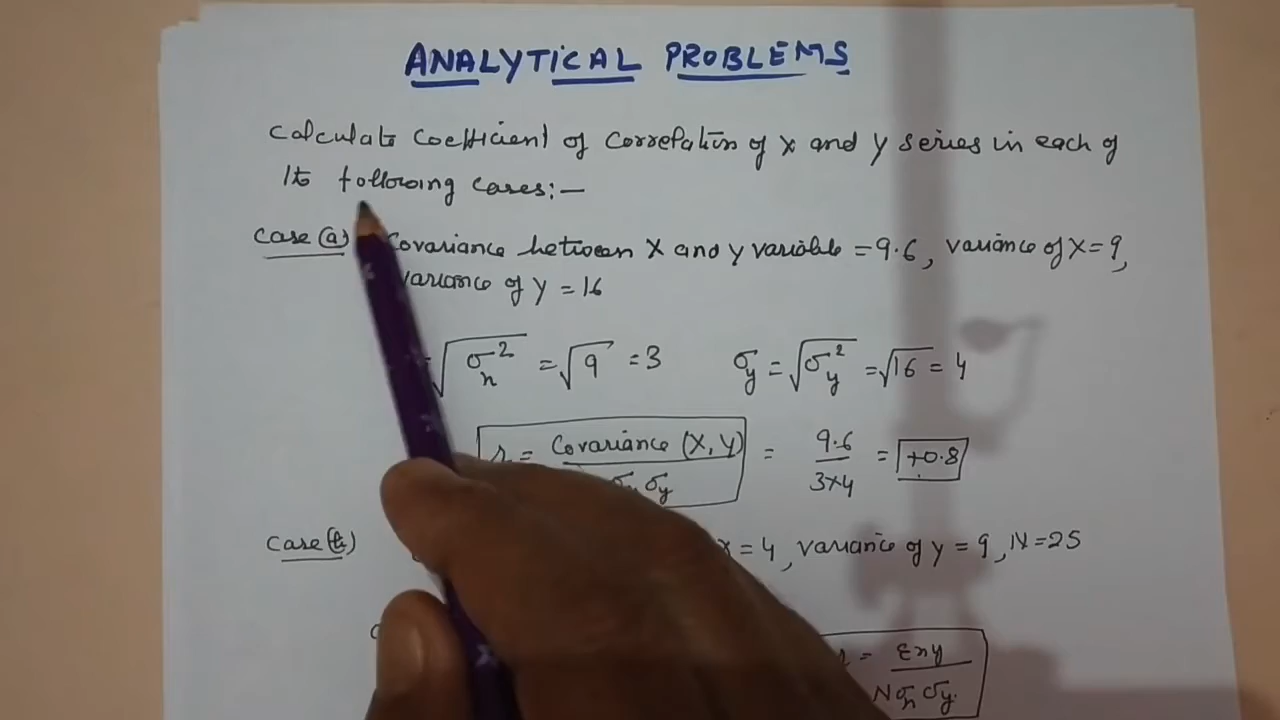 ANALYTICAL PROBLEMS
Calculate coefficient of correlation of X and Y series in each of
the following cases:—
Case (a) Covariance between X and Y variable = 9.6, variance of X = 9,
variance of Y = 16
= √σx² = √9 = 3 σy = √σy² = √16 = 4
r = Covariance (X, Y) / σx σy = 9.6 / 3×4 = +0.8
Case (b) x = 4, variance of y = 9, N = 25
r = Σxy / Nσx σy